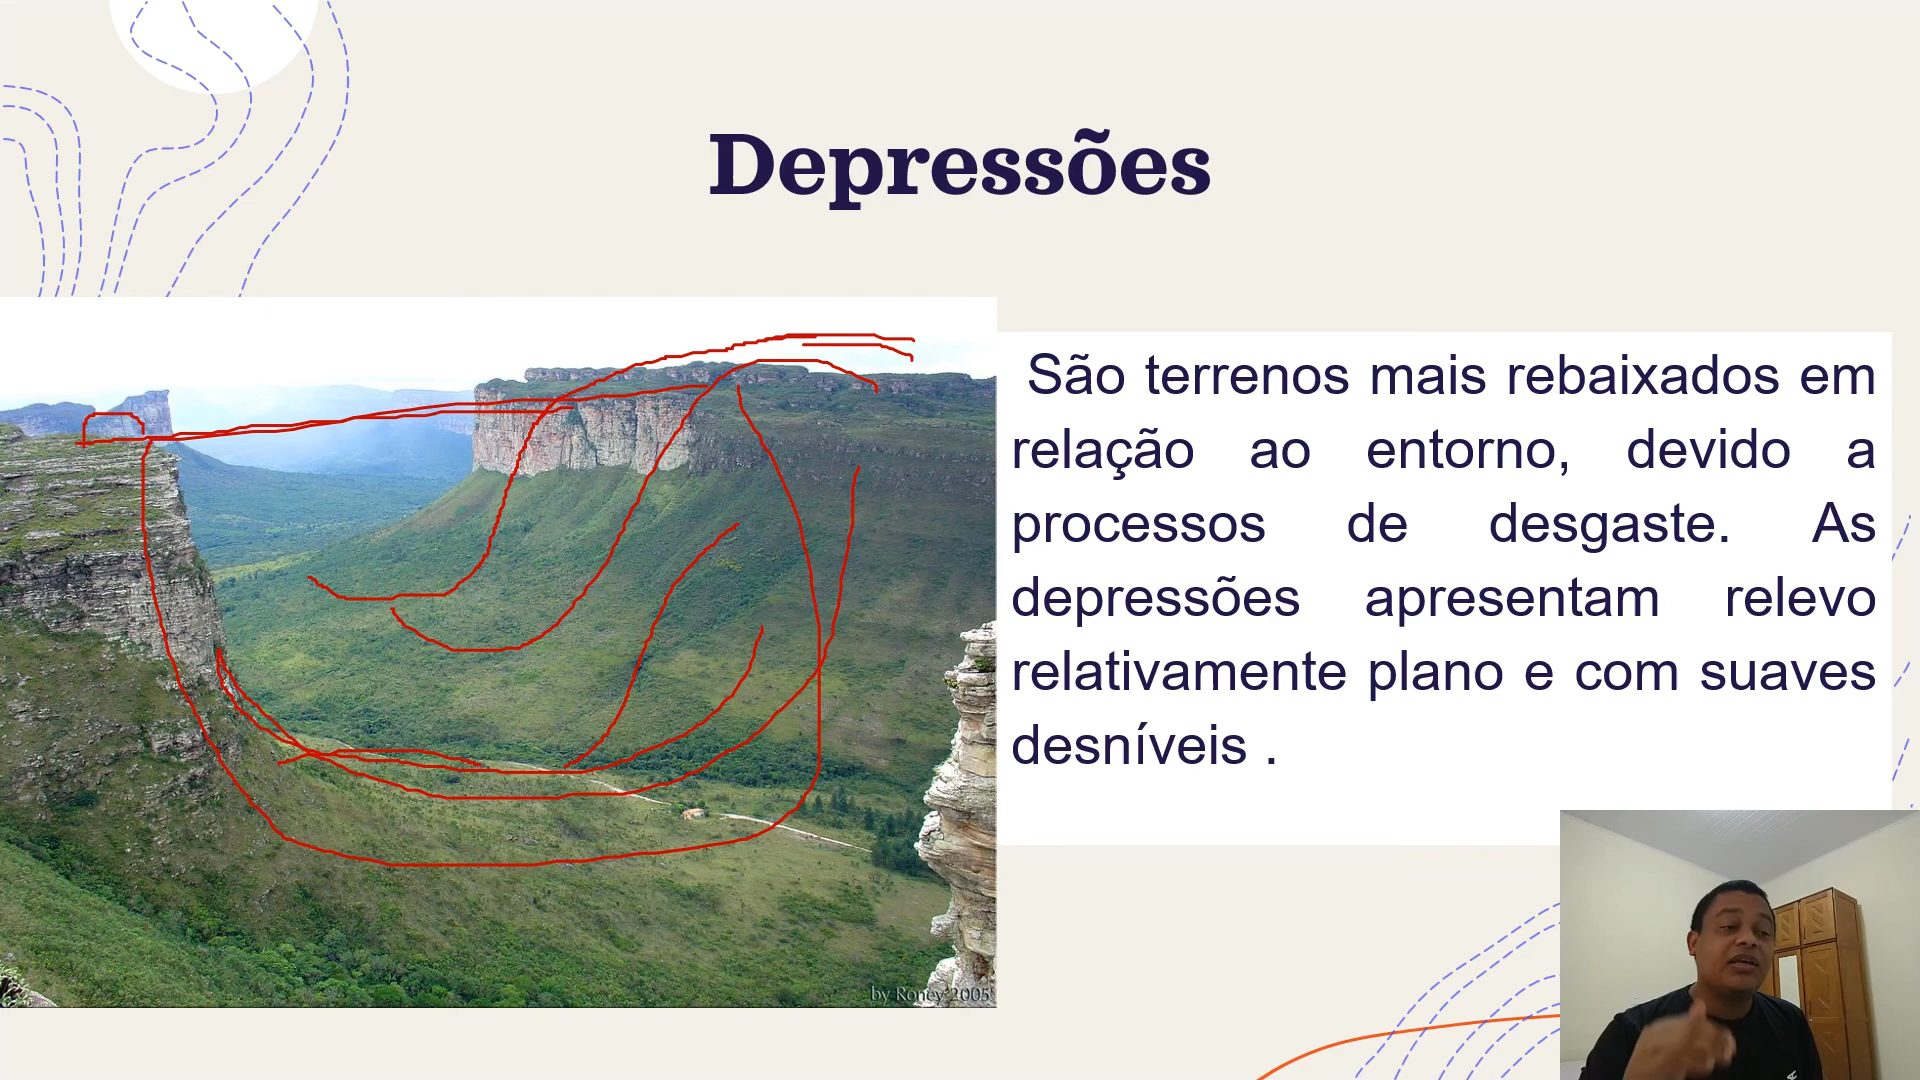 Depressões
São terrenos mais rebaixados em
relação ao entorno, devido a
processos de desgaste. As
depressões apresentam relevo
relativamente plano e com suaves
desníveis .
by Roney 2005